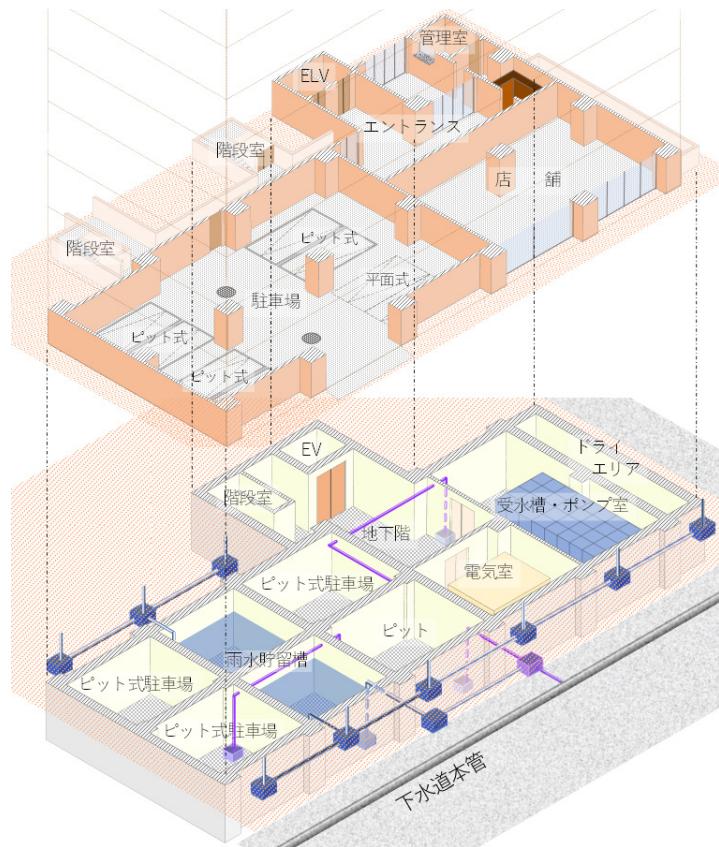 管理室
ELV
エントランス
階段室
店 舗
ピット式
階段室
平面式
駐車場
ピット式
ピット式
EV
ドライ
エリア
階段室
受水槽・ポンプ室
地下階
電気室
ピット式駐車場
ピット
雨水貯留槽
ピット式駐車場
ピット式駐車場
下水道本管